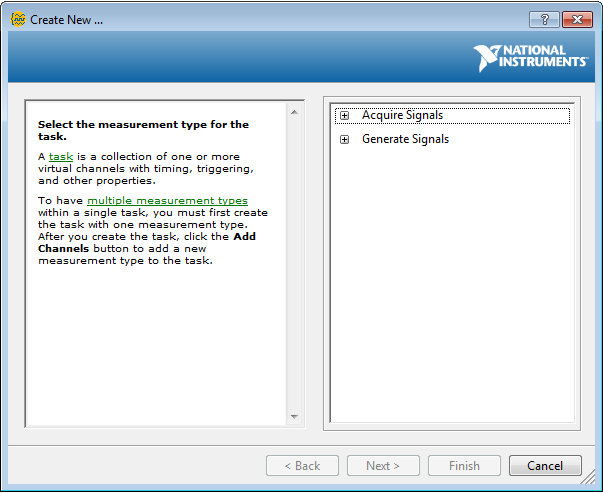 Create New ...
NATIONAL
INSTRUMENTS
Select the measurement type for the
task.
A task is a collection of one or more
virtual channels with timing, triggering,
and other properties.
To have multiple measurement types
within a single task, you must first create
the task with one measurement type.
After you create the task, click the Add
Channels button to add a new
measurement type to the task.
Acquire Signals
Generate Signals
< Back
Next >
Finish
Cancel